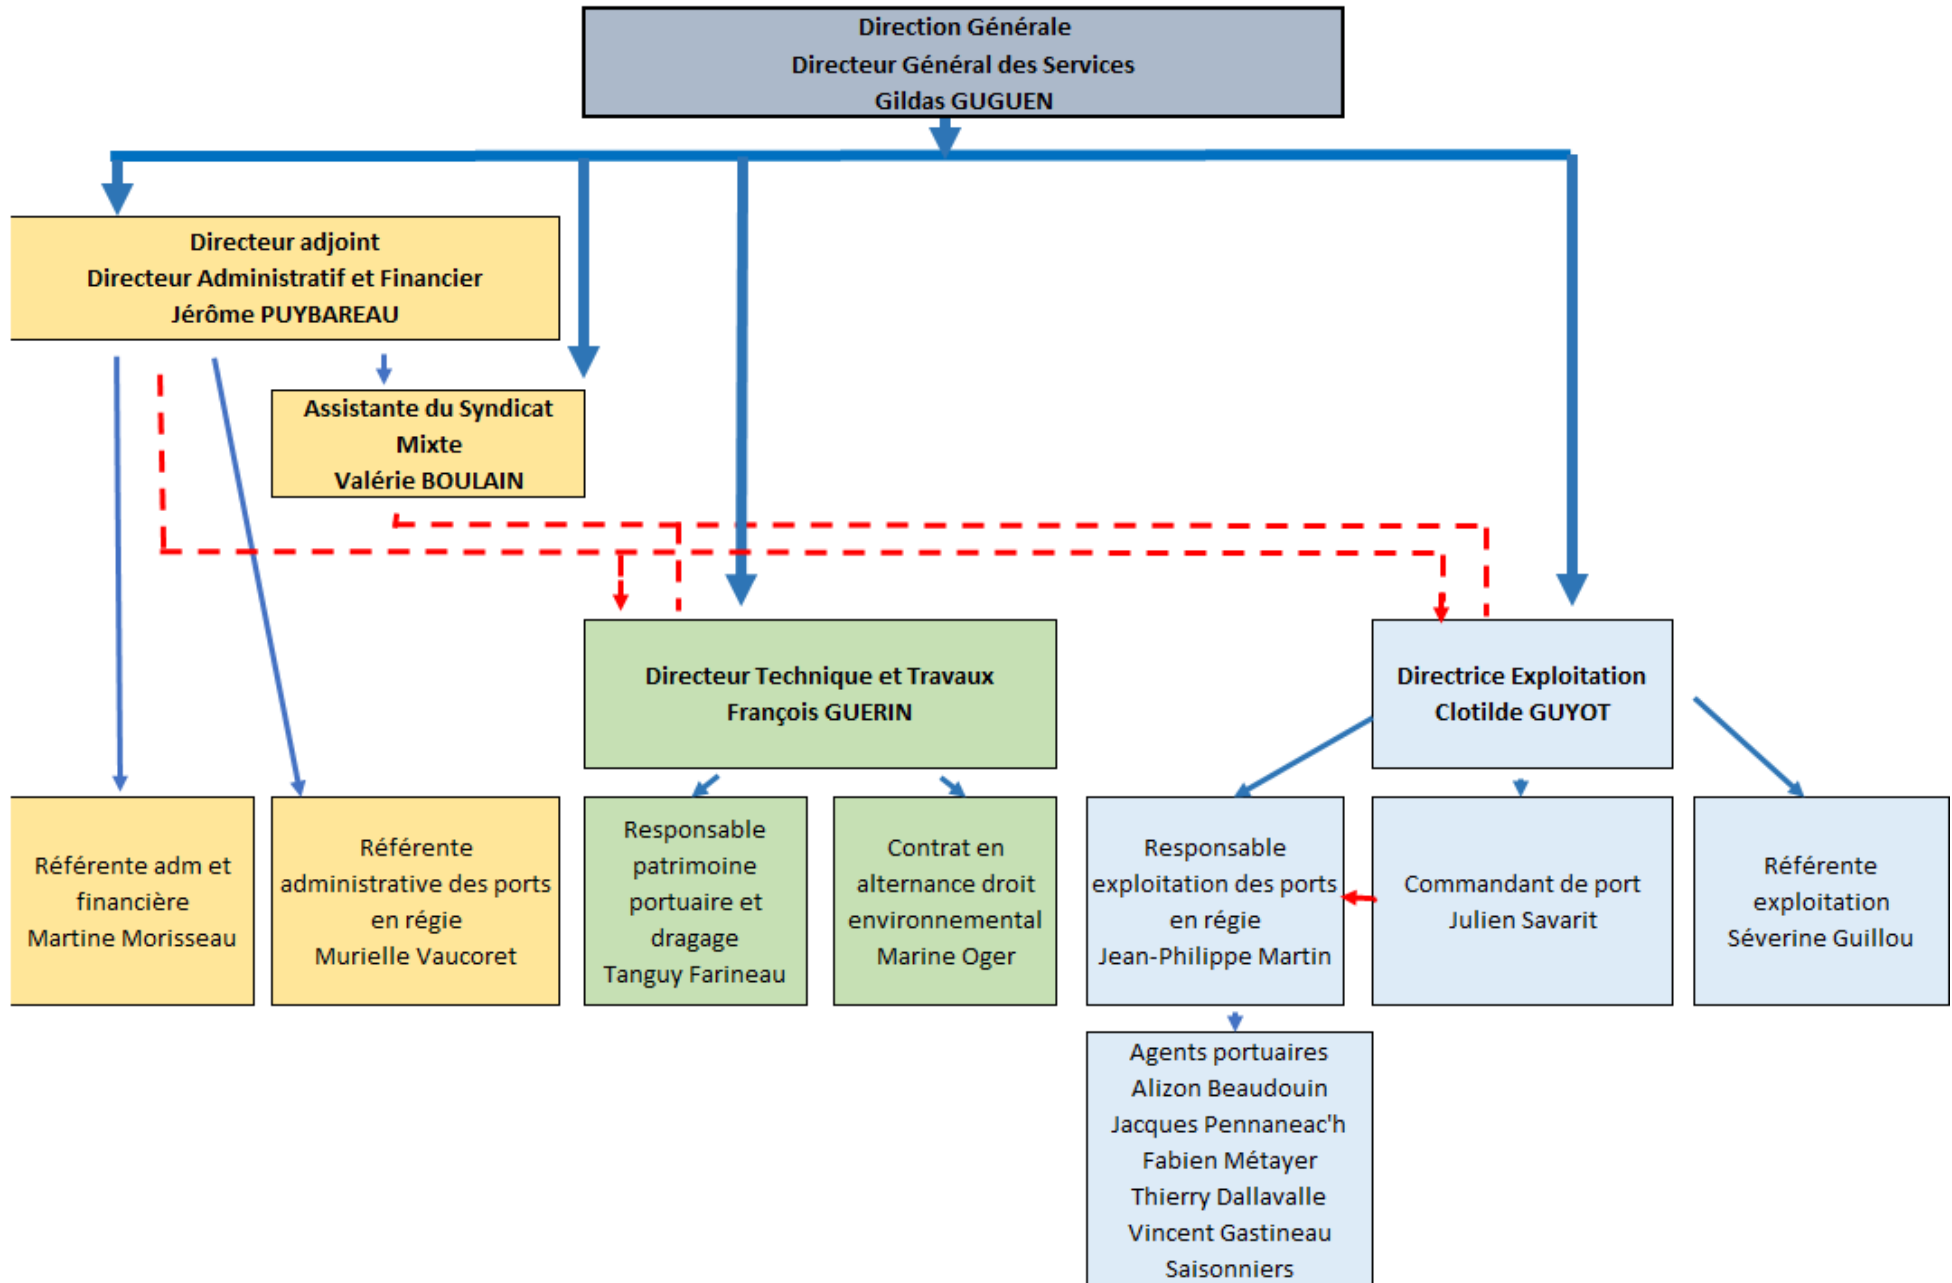 Direction Générale
Directeur Général des Services
Gildas GUGUEN
Directeur adjoint
Directeur Administratif et Financier
Jérôme PUYBAREAU
Assistante du Syndicat
Mixte
Valérie BOULAIN
Directeur Technique et Travaux
François GUERIN
Directrice Exploitation
Clotilde GUYOT
Référente adm et
financière
Martine Morisseau
Référente
administrative des ports
en régie
Murielle Vaucoret
Responsable
patrimoine
portuaire et
dragage
Tanguy Farineau
Contrat en
alternance droit
environnemental
Marine Oger
Responsable
exploitation des ports
en régie
Jean-Philippe Martin
Commandant de port
Julien Savarit
Référente
exploitation
Séverine Guillou
Agents portuaires
Alizon Beaudouin
Jacques Pennaneac'h
Fabien Métayer
Thierry Dallavalle
Vincent Gastineau
Saisonniers